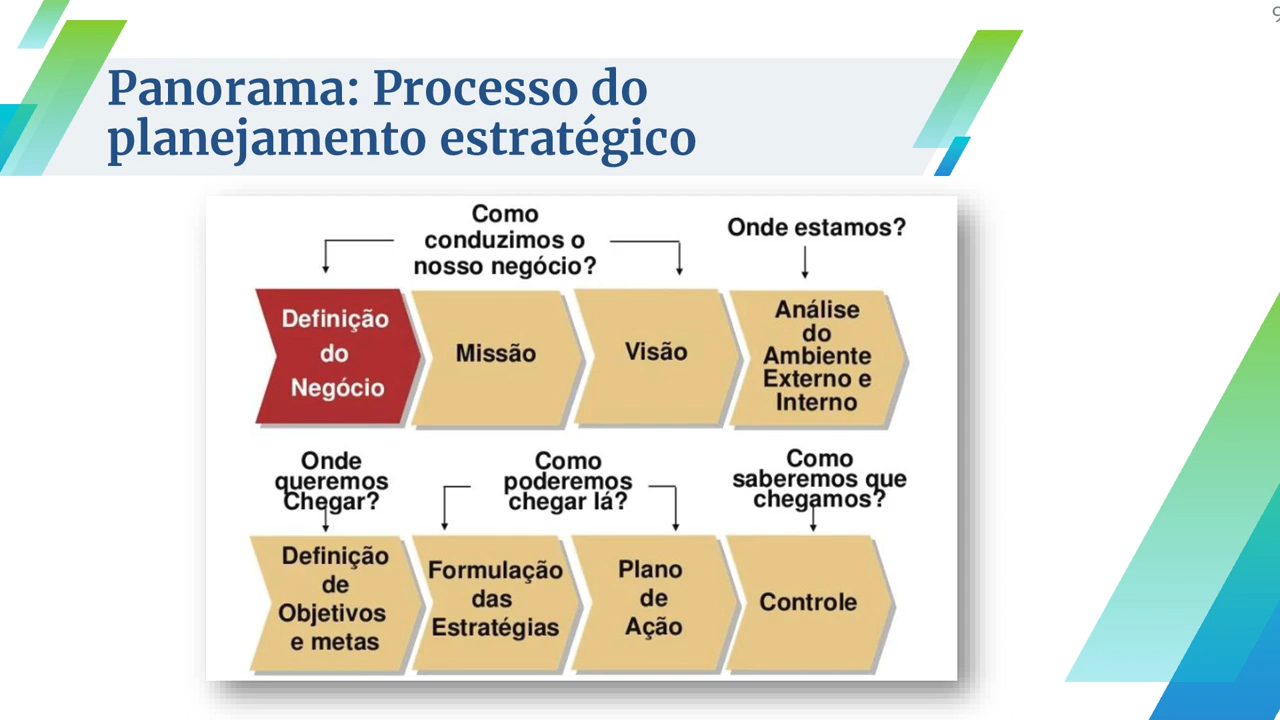 9
Panorama: Processo do
planejamento estratégico
Como
conduzimos o
nosso negócio?
Onde estamos?
Definição
do
Negócio
Missão
Visão
Análise
do
Ambiente
Externo e
Interno
Onde
queremos
Chegar?
Como
poderemos
chegar lá?
Como
saberemos que
chegamos?
Definição
de
Objetivos
e metas
Formulação
das
Estratégias
Plano
de
Ação
Controle